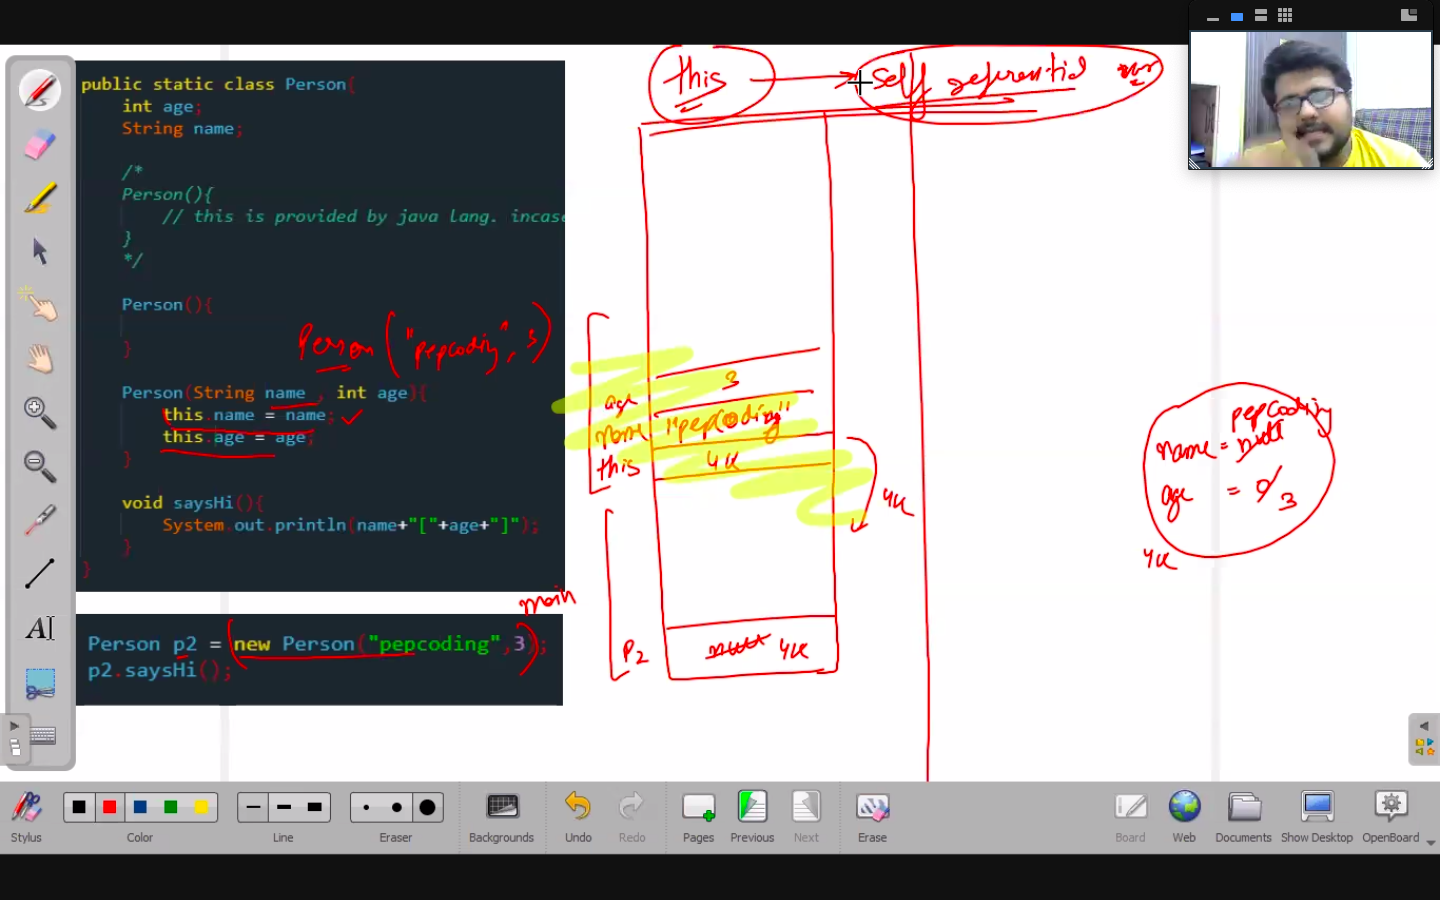 public static class Person{
int age;
String name;
/*
Person(){
// this is provided by java lang. incase
}
*/
Person(){
}
Person("pepcoding", 3)
Person(String name , int age){
this.name = name;
this.age = age;
}
void saysHi(){
System.out.println(name+"["+age+"]");
}
}
main
Person p2 = new Person("pepcoding",3);
p2.saysHi();
this
self referential
var
age
3
name
"pepcoding"
this
4k
4k
P2
null 4k
pepcoding
name = null
age = 0 3
4k
A
Stylus
Color
Line
Eraser
Backgrounds
Undo
Redo
Pages
Previous
Next
Erase
Board
Web
Documents
Show Desktop
OpenBoard